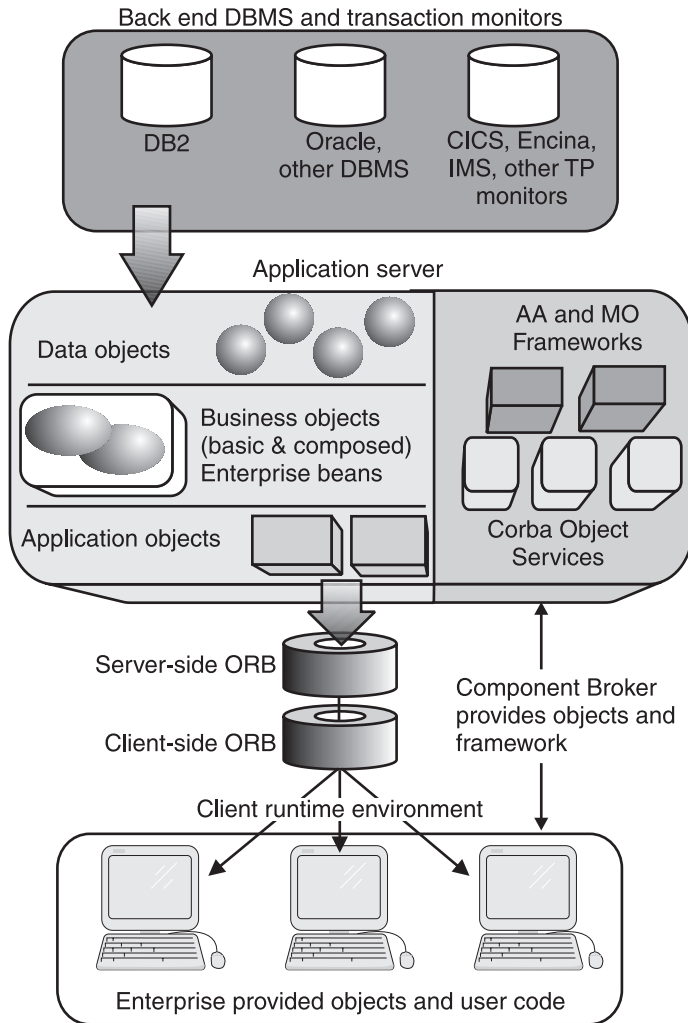 Back end DBMS and transaction monitors
DB2
Oracle,
other DBMS
CICS, Encina,
IMS, other TP
monitors
Application server
Data objects
AA and MO
Frameworks
Business objects
(basic & composed)
Enterprise beans
Application objects
Corba Object
Services
Server-side ORB
Client-side ORB
Component Broker
provides objects and
framework
Client runtime environment
Enterprise provided objects and user code